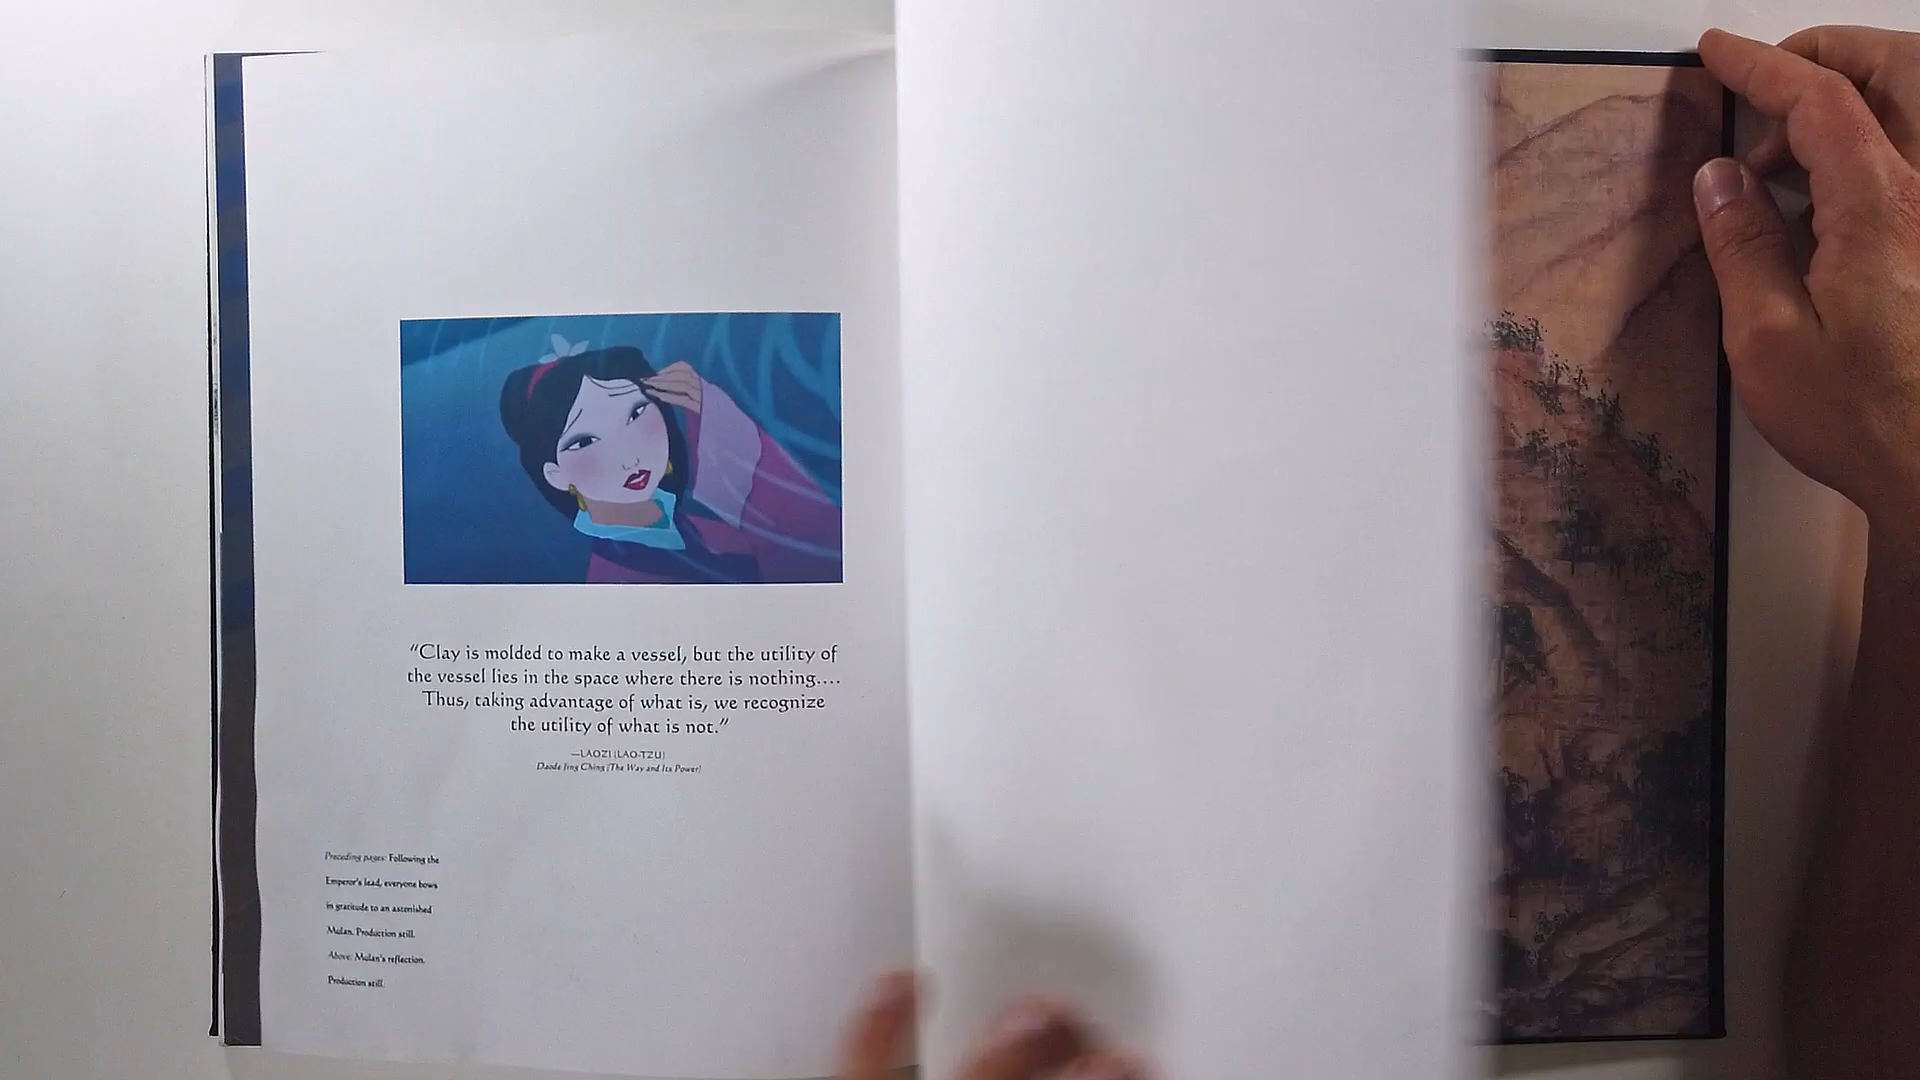 “Clay is molded to make a vessel, but the utility of
the vessel lies in the space where there is nothing....
Thus, taking advantage of what is, we recognize
the utility of what is not.”
—LAOZI (LAO-TZU)
Daode Jing Ching (The Way and Its Power)
Preceding pages: Following the
Emperor's lead, everyone bows
in gratitude to an astonished
Mulan. Production still.
Above: Mulan's reflection.
Production still.